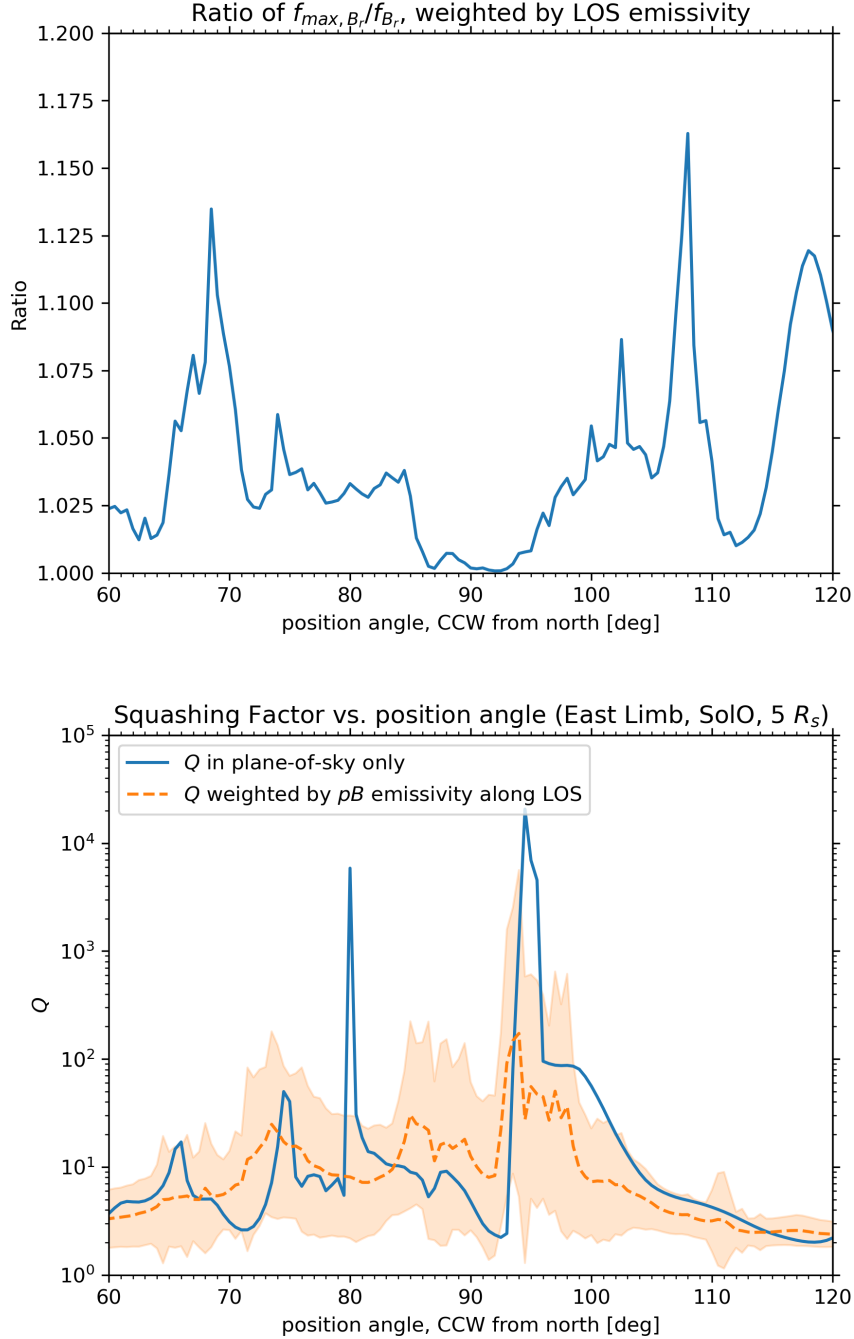 Ratio of f_{max, B_r}/f_{B_r}, weighted by LOS emissivity
1.200
1.175
1.150
1.125
1.100
1.075
1.050
1.025
1.000
Ratio
60 70 80 90 100 110 120
position angle, CCW from north [deg]
Squashing Factor vs. position angle (East Limb, SolO, 5 R_s)
Q in plane-of-sky only
Q weighted by pB emissivity along LOS
10^5
10^4
10^3
10^2
10^1
10^0
Q
60 70 80 90 100 110 120
position angle, CCW from north [deg]